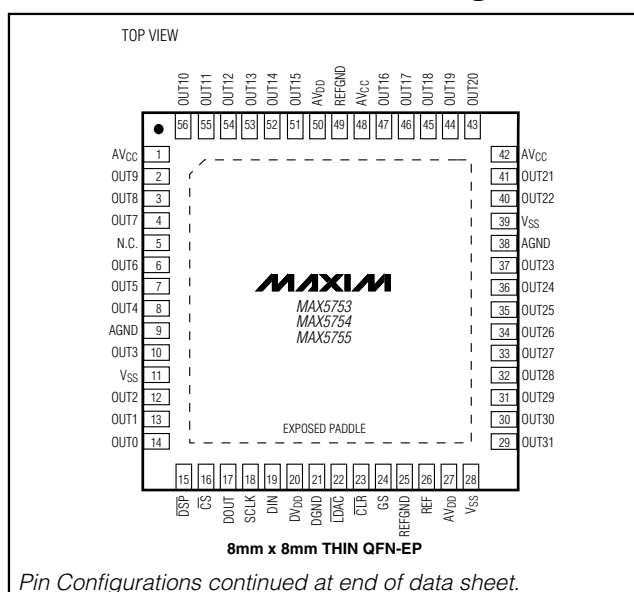 TOP VIEW
OUT10 OUT11 OUT12 OUT13 OUT14 OUT15 AVDD REFGND AVCC OUT16 OUT17 OUT18 OUT19 OUT20
56 55 54 53 52 51 50 49 48 47 46 45 44 43
AVCC 1 42 AVCC
OUT9 2 41 OUT21
OUT8 3 40 OUT22
OUT7 4 39 VSS
N.C. 5 38 AGND
OUT6 6 37 OUT23
OUT5 7 36 OUT24
OUT4 8 35 OUT25
AGND 9 34 OUT26
OUT3 10 33 OUT27
VSS 11 32 OUT28
OUT2 12 31 OUT29
OUT1 13 30 OUT30
OUT0 14 29 OUT31
MAXIM
MAX5753
MAX5754
MAX5755
EXPOSED PADDLE
15 16 17 18 19 20 21 22 23 24 25 26 27 28
DSP CS DOUT SCLK DIN DVDD DGND LDAC CLR GS REFGND REF AVDD VSS
8mm x 8mm THIN QFN-EP
Pin Configurations continued at end of data sheet.